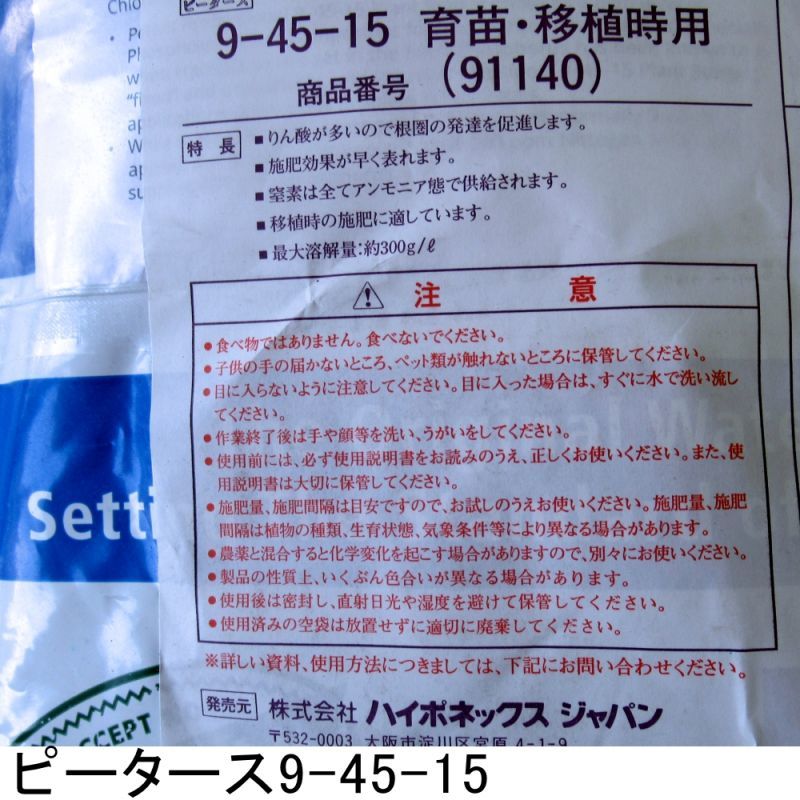 ピータース
9-45-15 育苗・移植時用
商品番号 (91140)
特長
■りん酸が多いので根圏の発達を促進します。
■施肥効果が早く表れます。
■窒素は全てアンモニア態で供給されます。
■移植時の施肥に適しています。
■最大溶解量:約300g/ℓ
注意
●食べ物ではありません。食べないでください。
●子供の手の届かないところ、ペット類が触れないところに保管してください。
●目に入らないように注意してください。目に入った場合は、すぐに水で洗い流し
てください。
●作業終了後は手や顔等を洗い、うがいをしてください。
●使用前には、必ず使用説明書をお読みのうえ、正しくお使いください。また、使
用説明書は大切に保管してください。
●施肥量、施肥間隔は目安ですので、お試しのうえお使いください。施肥量、施肥
間隔は植物の種類、生育状態、気象条件等により異なる場合があります。
●農薬と混合すると化学変化を起こす場合がありますので、別々にお使いください。
●製品の性質上、いくぶん色合いが異なる場合があります。
●使用後は密封し、直射日光や湿度を避けて保管してください。
●使用済みの空袋は放置せずに適切に廃棄してください。
※詳しい資料、使用方法につきましては、下記にお問い合わせください。
発売元 株式会社 ハイポネックス ジャパン
〒532-0003 大阪市淀川区宮原4-1-9
Setti
CCEPT
ピータース9-45-15